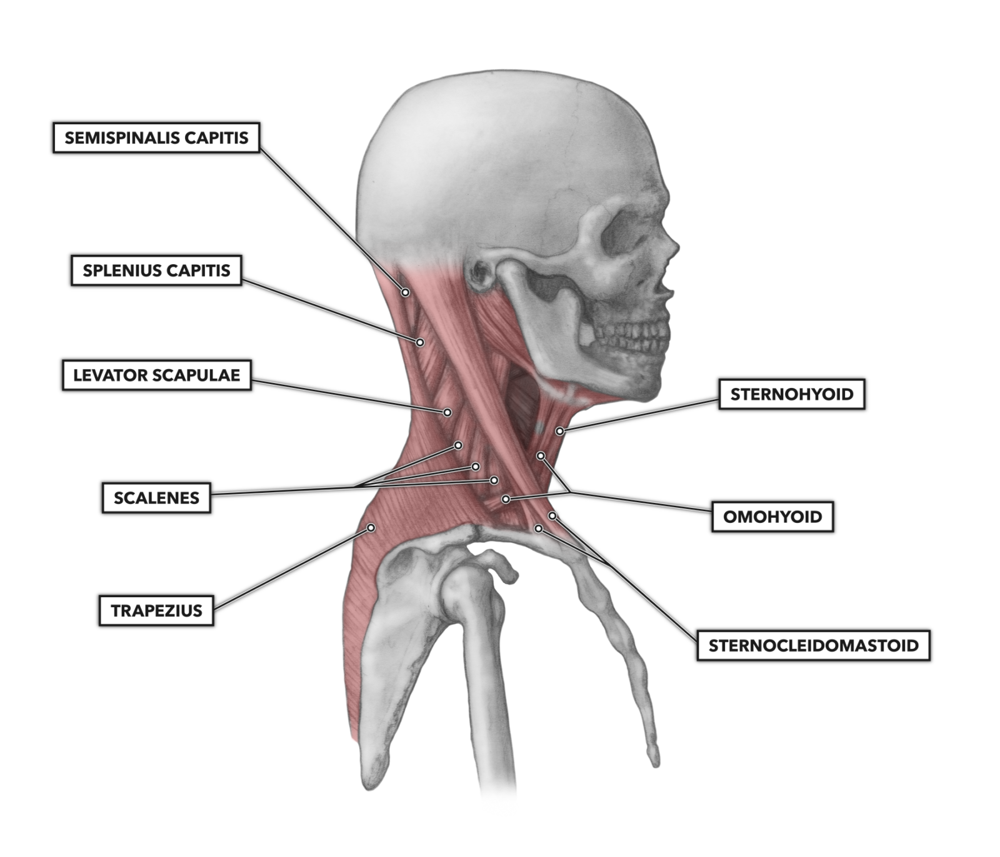 SEMISPINALIS CAPITIS
SPLENIUS CAPITIS
LEVATOR SCAPULAE
SCALENES
TRAPEZIUS
STERNOHYOID
OMOHYOID
STERNOCLEIDOMASTOID